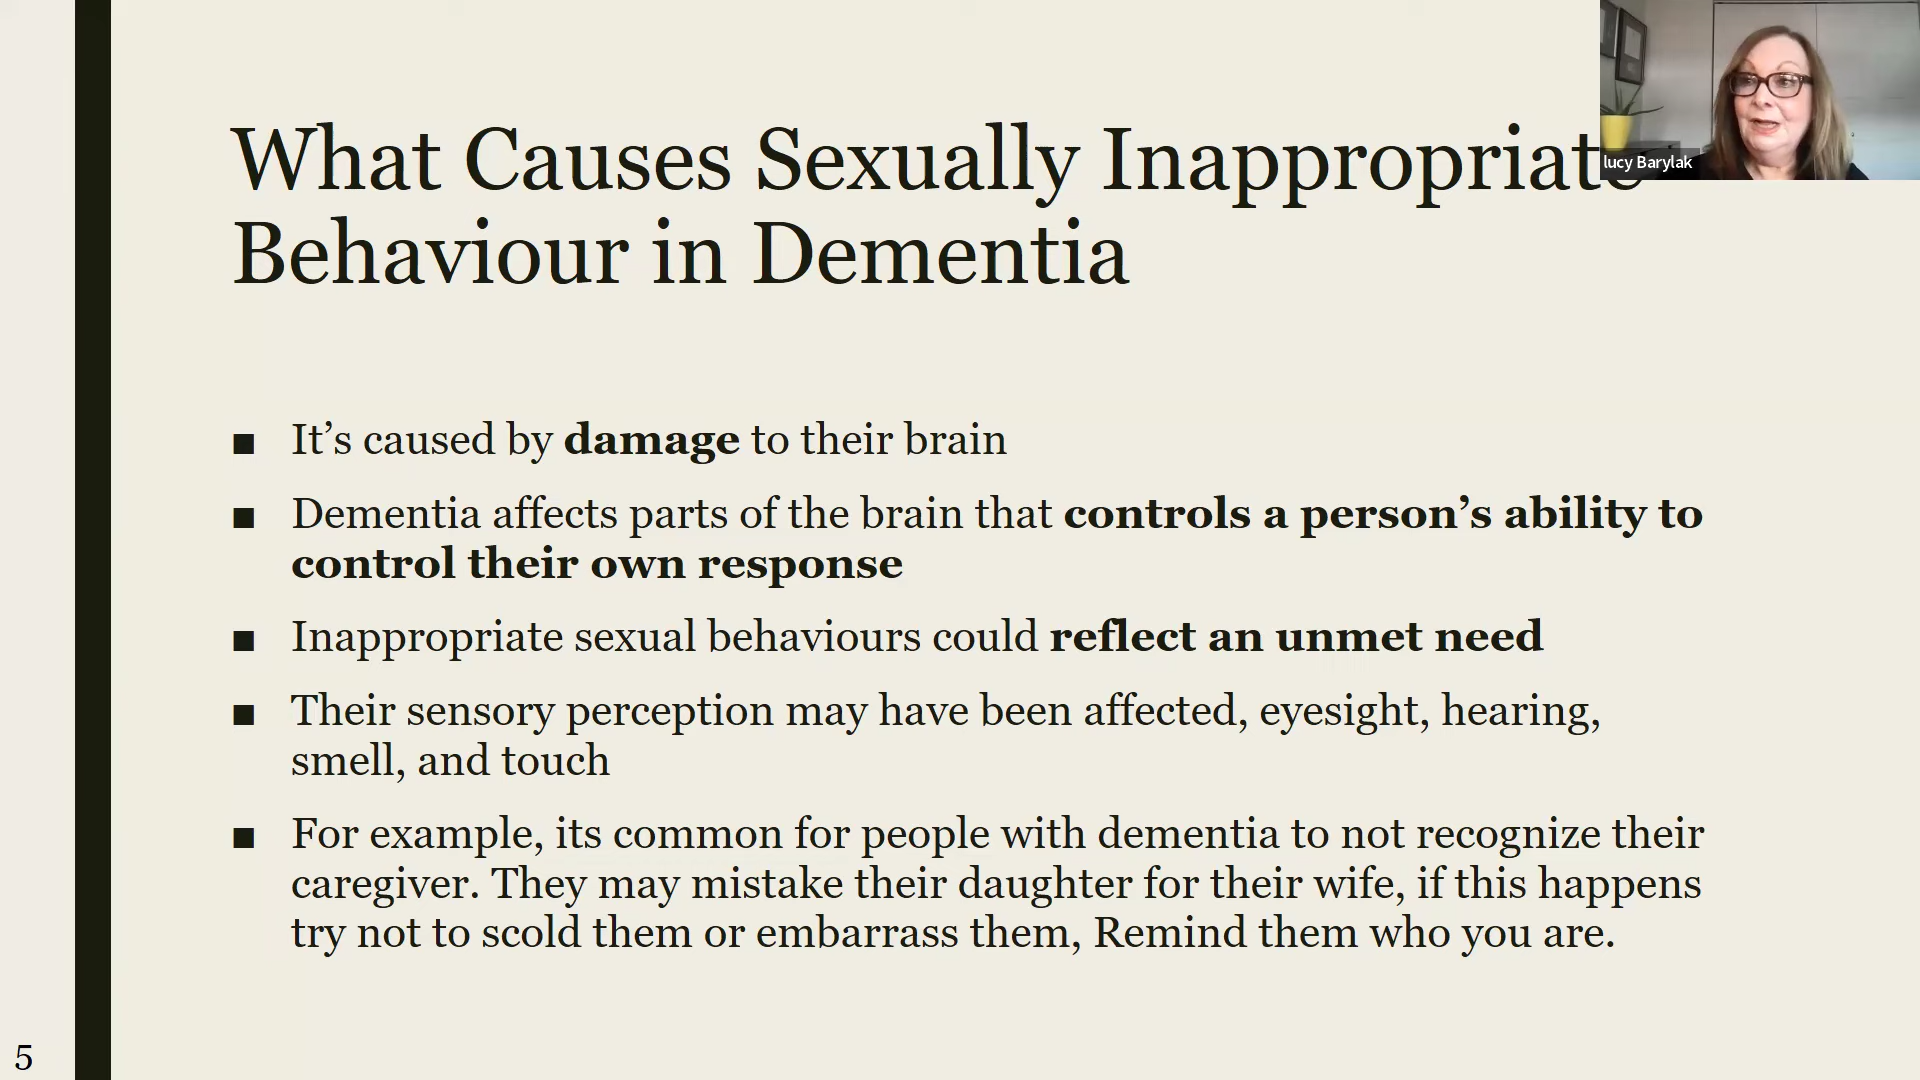 What Causes Sexually Inappropriate
Behaviour in Dementia
lucy Barylak
■ It’s caused by damage to their brain
■ Dementia affects parts of the brain that controls a person’s ability to
control their own response
■ Inappropriate sexual behaviours could reflect an unmet need
■ Their sensory perception may have been affected, eyesight, hearing,
smell, and touch
■ For example, its common for people with dementia to not recognize their
caregiver. They may mistake their daughter for their wife, if this happens
try not to scold them or embarrass them, Remind them who you are.
5